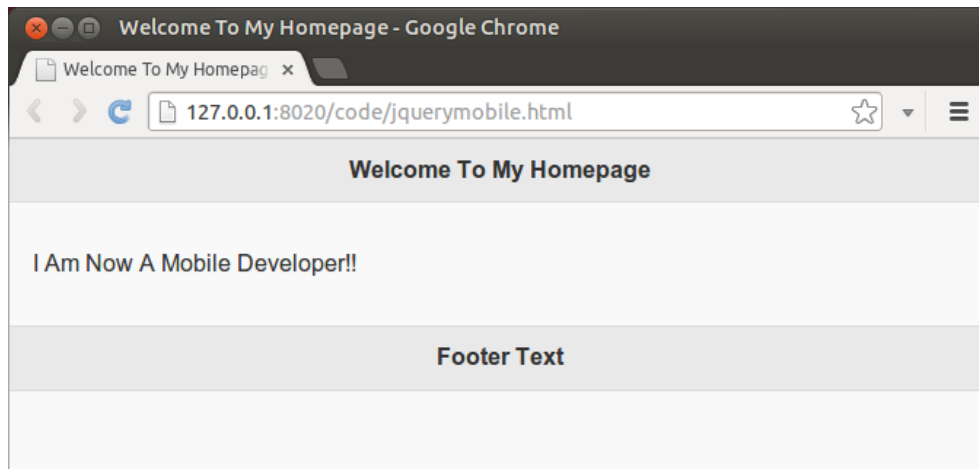 Welcome To My Homepage - Google Chrome
Welcome To My Homepag
127.0.0.1:8020/code/jquerymobile.html
Welcome To My Homepage
I Am Now A Mobile Developer!!
Footer Text